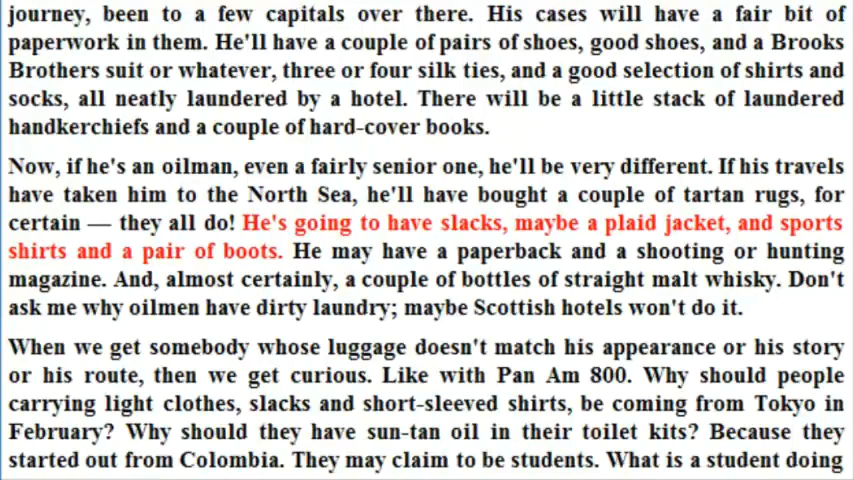 journey, been to a few capitals over there. His cases will have a fair bit of
paperwork in them. He'll have a couple of pairs of shoes, good shoes, and a Brooks
Brothers suit or whatever, three or four silk ties, and a good selection of shirts and
socks, all neatly laundered by a hotel. There will be a little stack of laundered
handkerchiefs and a couple of hard-cover books.
Now, if he's an oilman, even a fairly senior one, he'll be very different. If his travels
have taken him to the North Sea, he'll have bought a couple of tartan rugs, for
certain — they all do! He's going to have slacks, maybe a plaid jacket, and sports
shirts and a pair of boots. He may have a paperback and a shooting or hunting
magazine. And, almost certainly, a couple of bottles of straight malt whisky. Don't
ask me why oilmen have dirty laundry; maybe Scottish hotels won't do it.
When we get somebody whose luggage doesn't match his appearance or his story
or his route, then we get curious. Like with Pan Am 800. Why should people
carrying light clothes, slacks and short-sleeved shirts, be coming from Tokyo in
February? Why should they have sun-tan oil in their toilet kits? Because they
started out from Colombia. They may claim to be students. What is a student doing